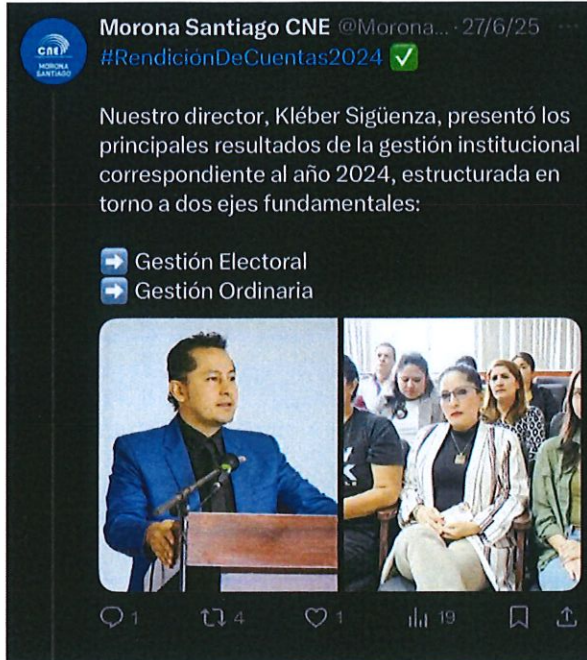 Morona Santiago CNE @Morona... · 27/6/25
CNE
MORONA
SANTIAGO
#RendiciónDeCuentas2024
Nuestro director, Kléber Sigüenza, presentó los
principales resultados de la gestión institucional
correspondiente al año 2024, estructurada en
torno a dos ejes fundamentales:
Gestión Electoral
Gestión Ordinaria
1 4 1 19